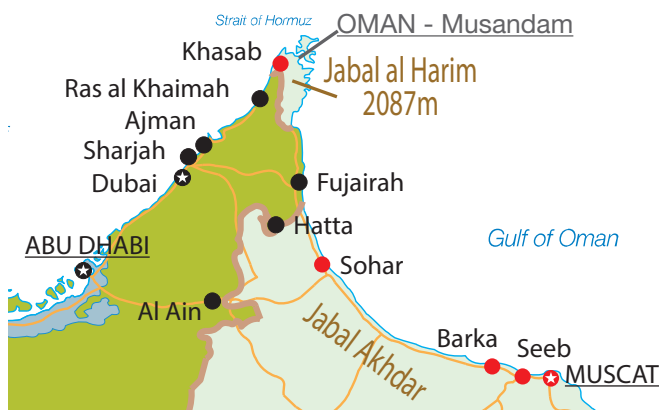 Strait of Hormuz
OMAN - Musandam
Khasab
Jabal al Harim
2087m
Ras al Khaimah
Ajman
Sharjah
Dubai
Fujairah
Hatta
ABU DHABI
Gulf of Oman
Sohar
Al Ain
Jabal Akhdar
Barka
Seeb
MUSCAT